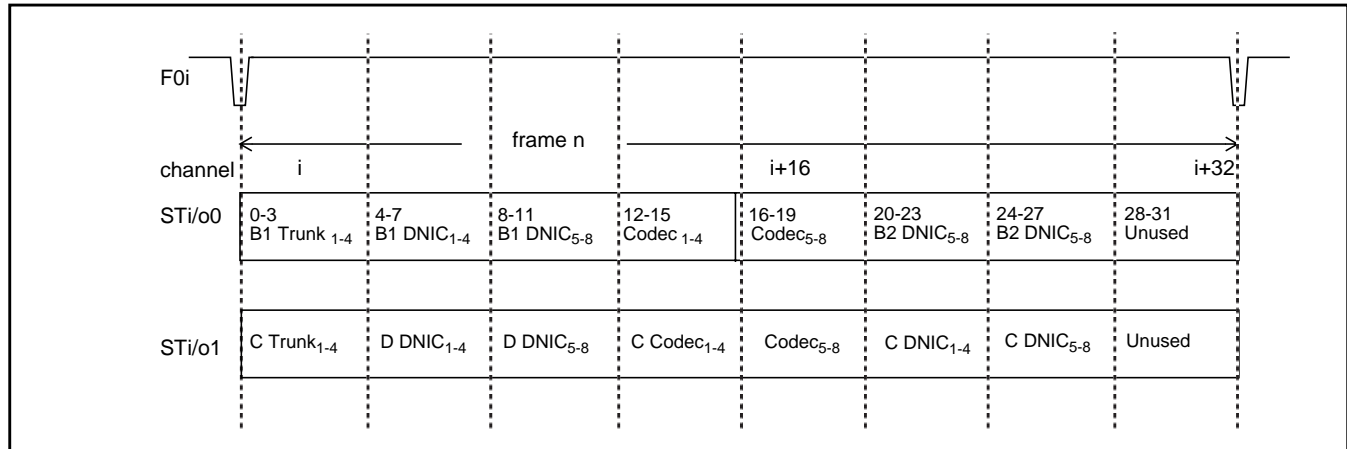 F0i
frame n
channel i i+16 i+32
STi/o0
0-3 4-7 8-11 12-15 16-19 20-23 24-27 28-31
B1 Trunk 1-4 B1 DNIC1-4 B1 DNIC5-8 Codec 1-4 Codec5-8 B2 DNIC5-8 B2 DNIC5-8 Unused
STi/o1 C Trunk1-4 D DNIC1-4 D DNIC5-8 C Codec1-4 Codec5-8 C DNIC1-4 C DNIC5-8 Unused